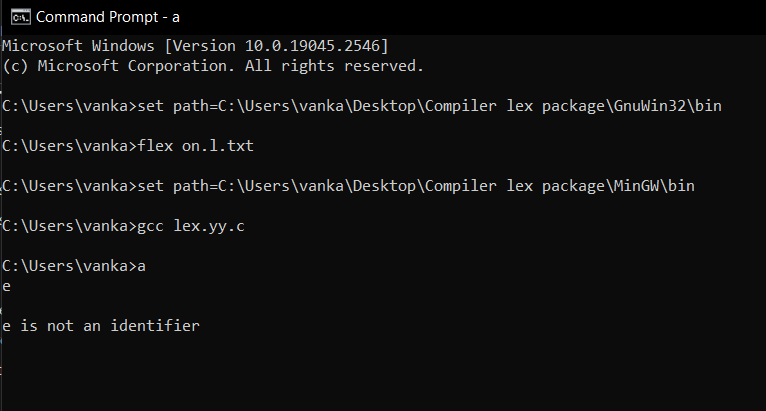 Command Prompt - a
Microsoft Windows [Version 10.0.19045.2546]
(c) Microsoft Corporation. All rights reserved.
C:\Users\vanka>set path=C:\Users\vanka\Desktop\Compiler lex package\GnuWin32\bin
C:\Users\vanka>flex on.l.txt
C:\Users\vanka>set path=C:\Users\vanka\Desktop\Compiler lex package\MinGW\bin
C:\Users\vanka>gcc lex.yy.c
C:\Users\vanka>a
e
e is not an identifier